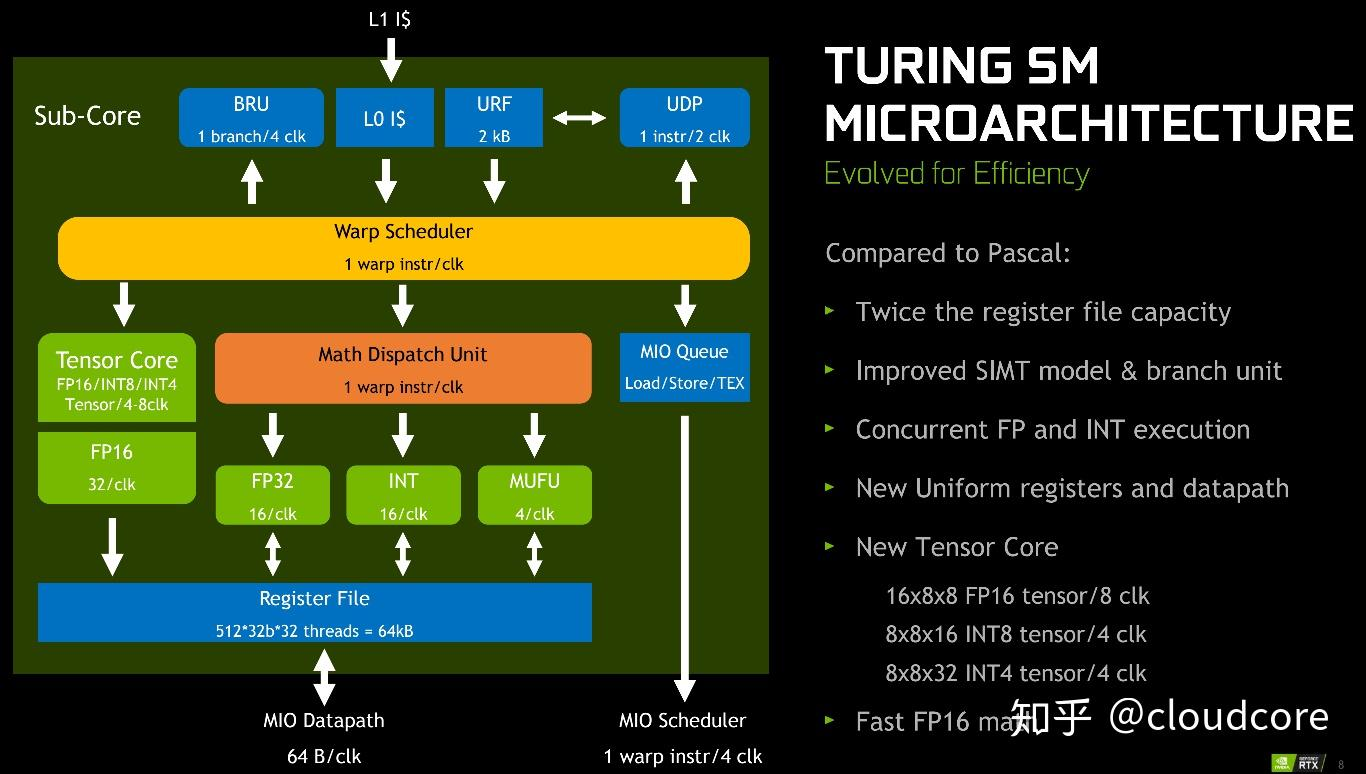 L1 I$
Sub-Core
BRU
1 branch/4 clk
L0 I$
URF
2 kB
UDP
1 instr/2 clk
Warp Scheduler
1 warp instr/clk
Tensor Core
FP16/INT8/INT4
Tensor/4-8clk
FP16
32/clk
Math Dispatch Unit
1 warp instr/clk
MIO Queue
Load/Store/TEX
FP32
16/clk
INT
16/clk
MUFU
4/clk
Register File
512*32b*32 threads = 64kB
MIO Datapath
64 B/clk
MIO Scheduler
1 warp instr/4 clk
TURING SM
MICROARCHITECTURE
Evolved for Efficiency
Compared to Pascal:
Twice the register file capacity
Improved SIMT model & branch unit
Concurrent FP and INT execution
New Uniform registers and datapath
New Tensor Core
16x8x8 FP16 tensor/8 clk
8x8x16 INT8 tensor/4 clk
8x8x32 INT4 tensor/4 clk
Fast FP16 math
知乎 @cloudcore
NVIDIA GEFORCE RTX
8